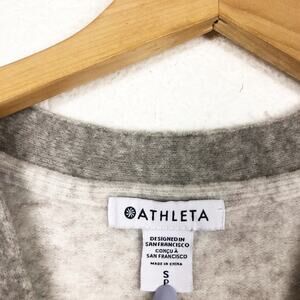 ATHLETA
DESIGNED IN
SAN FRANCISCO
CONÇU À
SAN FRANCISCO
MADE IN CHINA
S
P